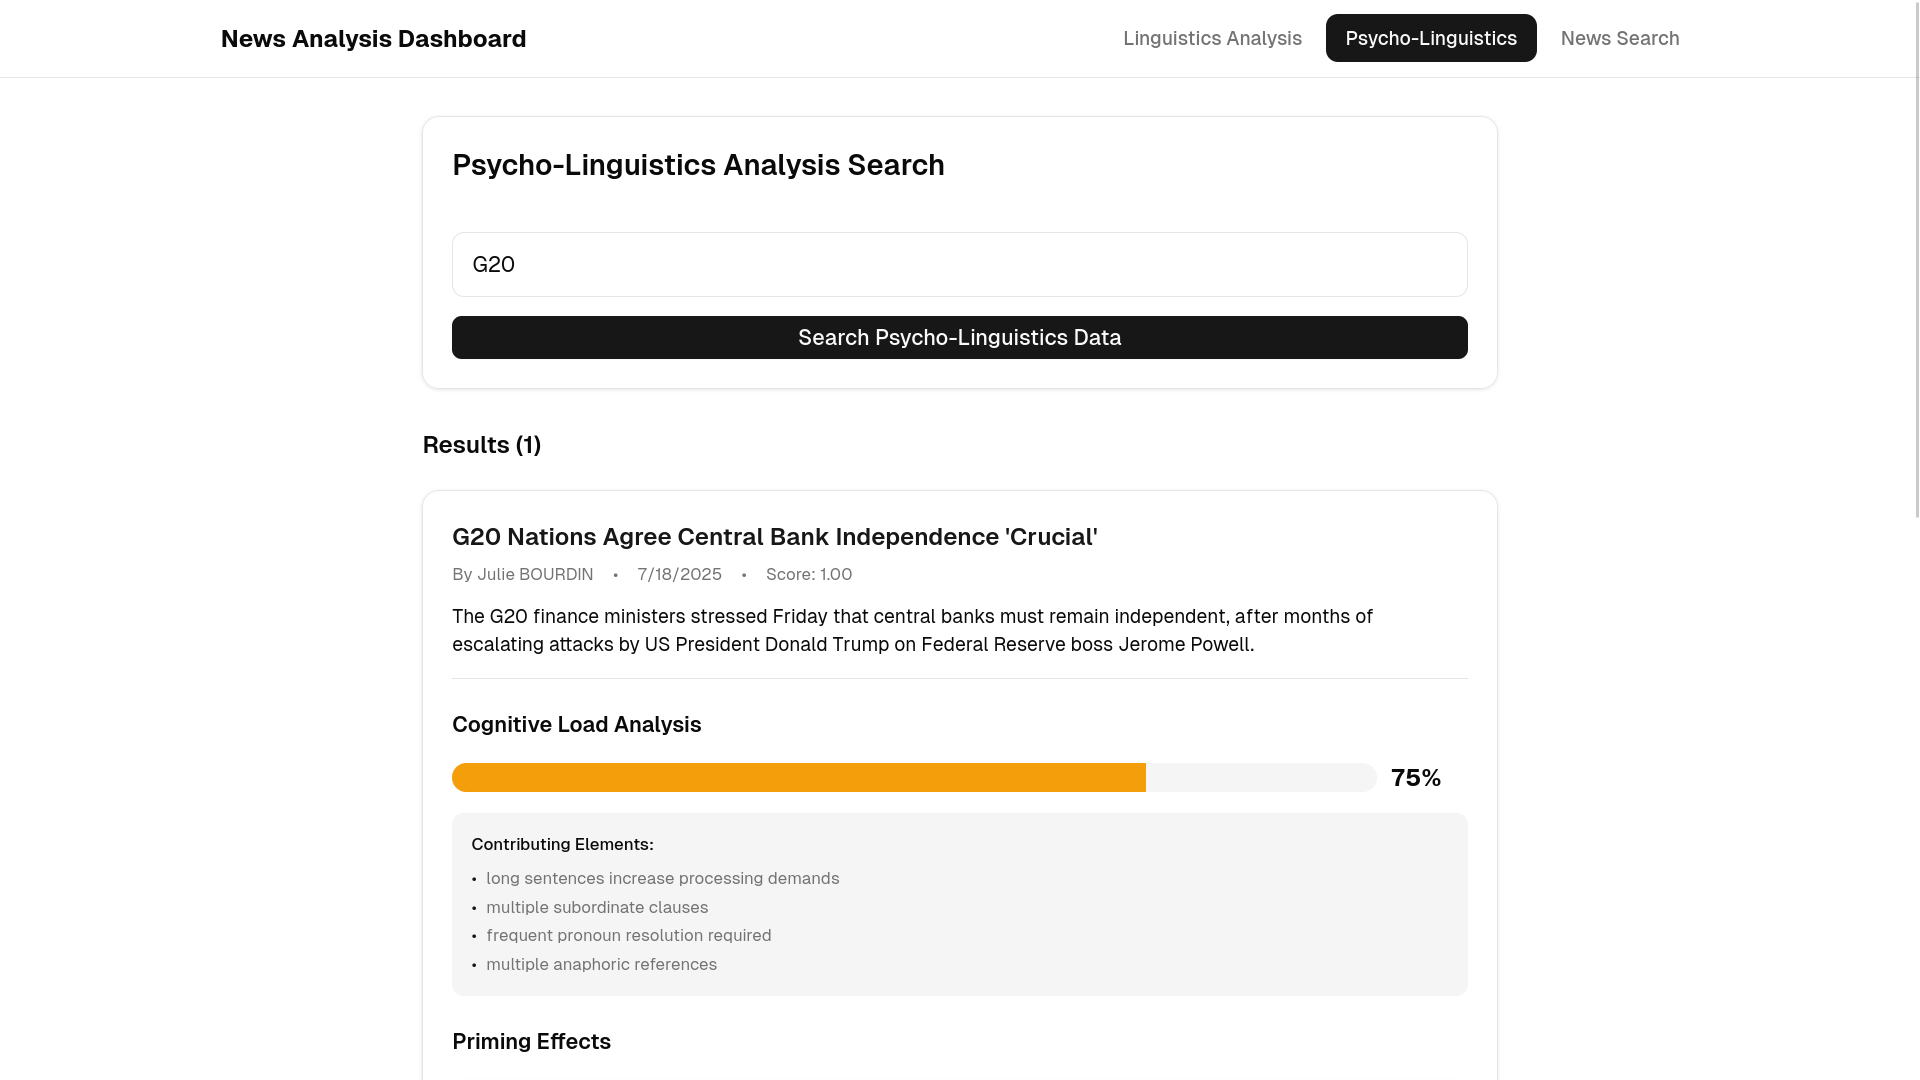 News Analysis Dashboard
Linguistics Analysis
Psycho-Linguistics
News Search
Psycho-Linguistics Analysis Search
G20
Search Psycho-Linguistics Data
Results (1)
G20 Nations Agree Central Bank Independence 'Crucial'
By Julie BOURDIN • 7/18/2025 • Score: 1.00
The G20 finance ministers stressed Friday that central banks must remain independent, after months of
escalating attacks by US President Donald Trump on Federal Reserve boss Jerome Powell.
Cognitive Load Analysis
75%
Contributing Elements:
• long sentences increase processing demands
• multiple subordinate clauses
• frequent pronoun resolution required
• multiple anaphoric references
Priming Effects